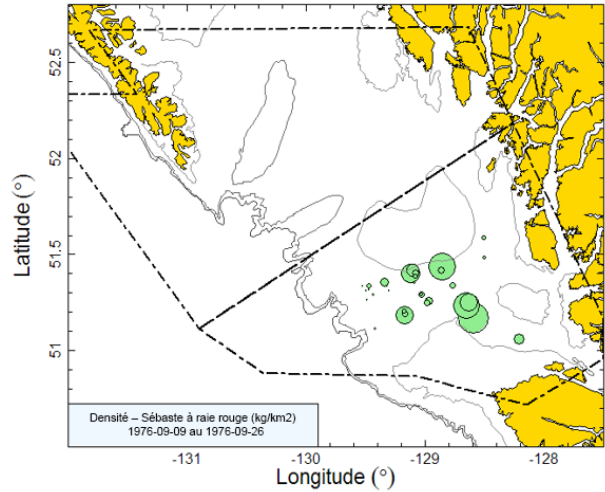 52.5
52
51.5
51
Latitude (°)
Densité – Sébaste à raie rouge (kg/km2)
1976-09-09 au 1976-09-26
-131
-130
-129
-128
Longitude (°)